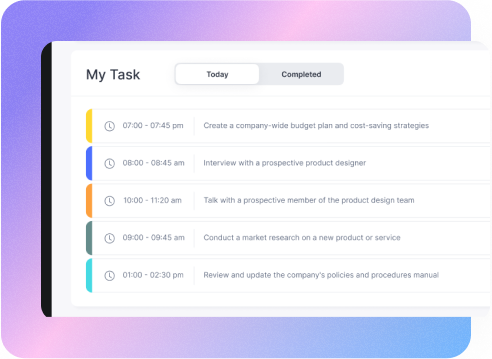 My Task
Today
Completed
07:00 - 07:45 pm Create a company-wide budget plan and cost-saving strategies
08:00 - 08:45 am Interview with a prospective product designer
10:00 - 11:20 am Talk with a prospective member of the product design team
09:00 - 09:45 am Conduct a market research on a new product or service
01:00 - 02:30 pm Review and update the company's policies and procedures manual